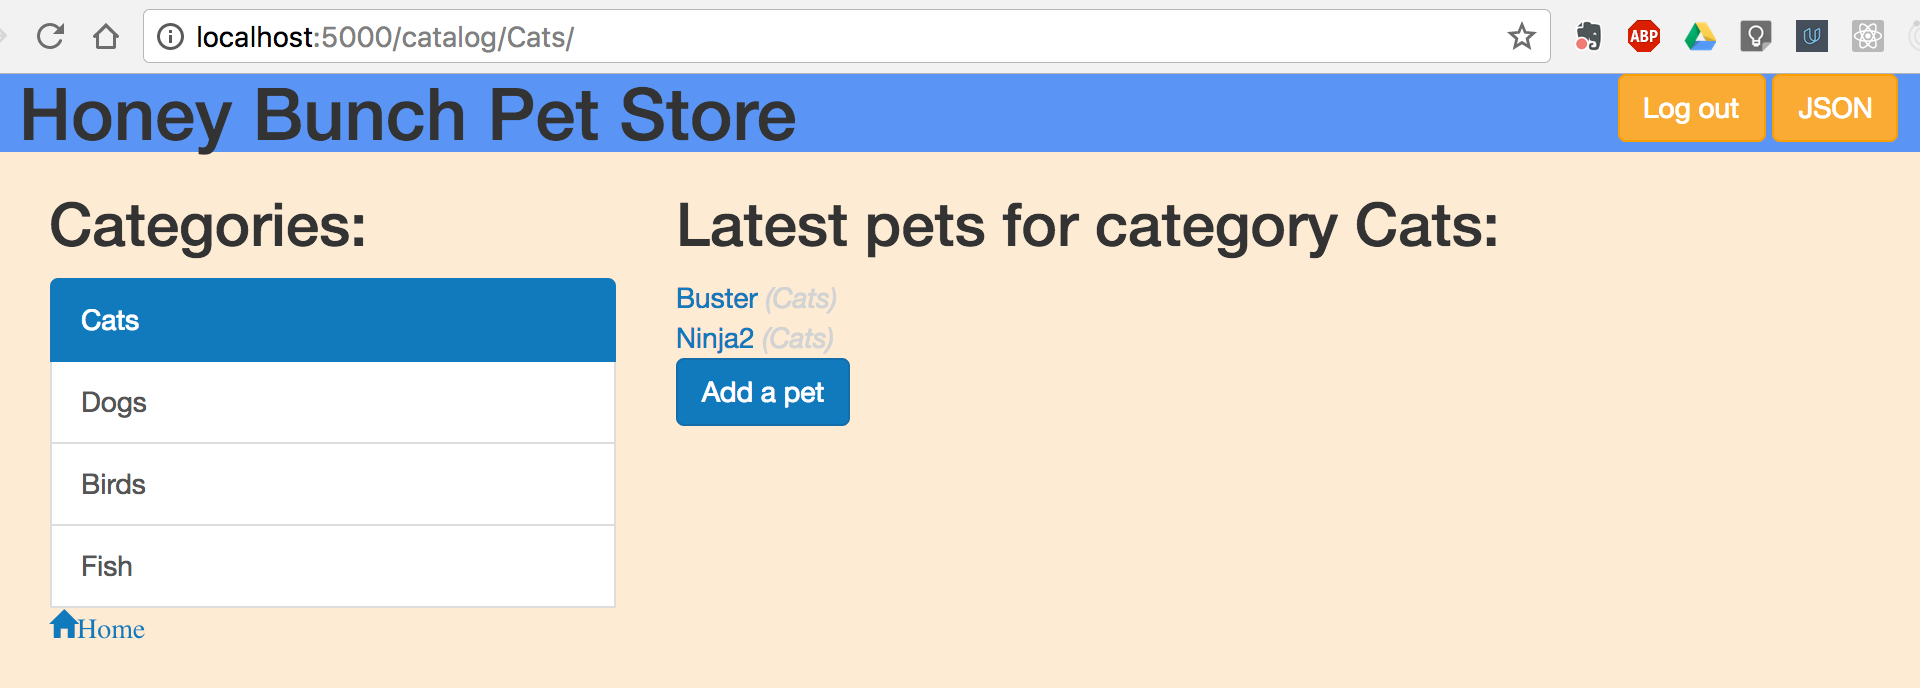 localhost:5000/catalog/Cats/
ABP
Honey Bunch Pet Store
Log out
JSON
Categories:
Cats
Dogs
Birds
Fish
Home
Latest pets for category Cats:
Buster (Cats)
Ninja2 (Cats)
Add a pet